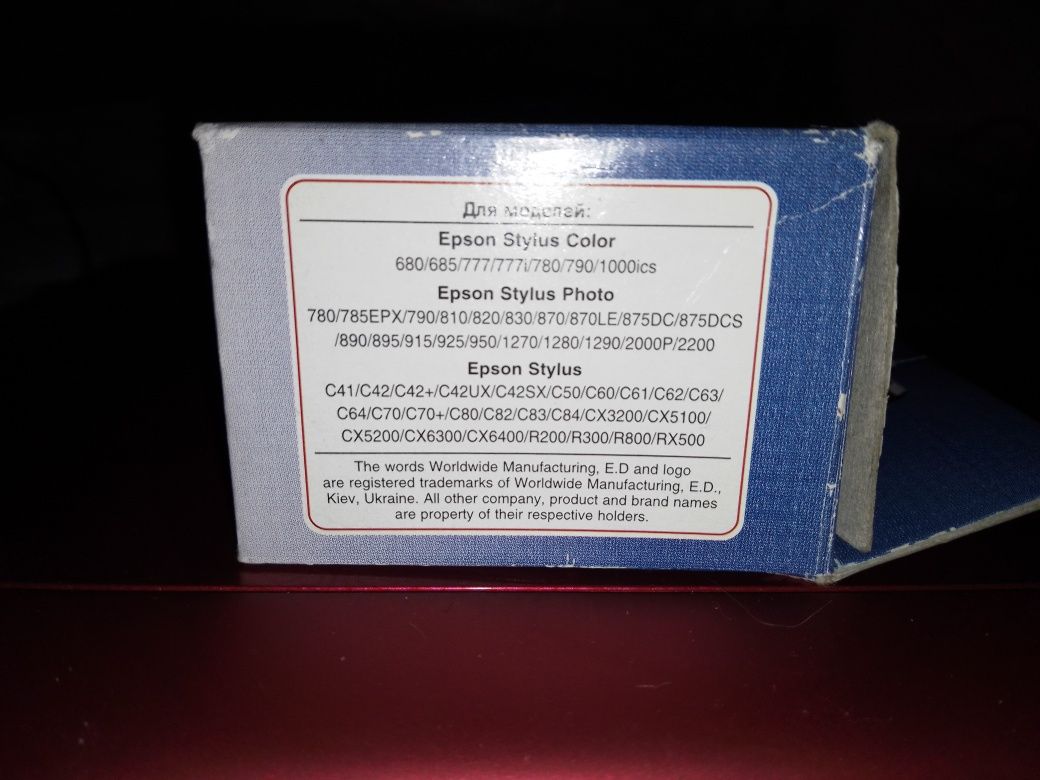 Для моделей:
Epson Stylus Color
680/685/777/777i/780/790/1000ics
Epson Stylus Photo
780/785EPX/790/810/820/830/870/870LE/875DC/875DCS
/890/895/915/925/950/1270/1280/1290/2000P/2200
Epson Stylus
C41/C42/C42+/C42UX/C42SX/C50/C60/C61/C62/C63/
C64/C70/C70+/C80/C82/C83/C84/CX3200/CX5100/
CX5200/CX6300/CX6400/R200/R300/R800/RX500
The words Worldwide Manufacturing, E.D and logo
are registered trademarks of Worldwide Manufacturing, E.D.,
Kiev, Ukraine. All other company, product and brand names
are property of their respective holders.